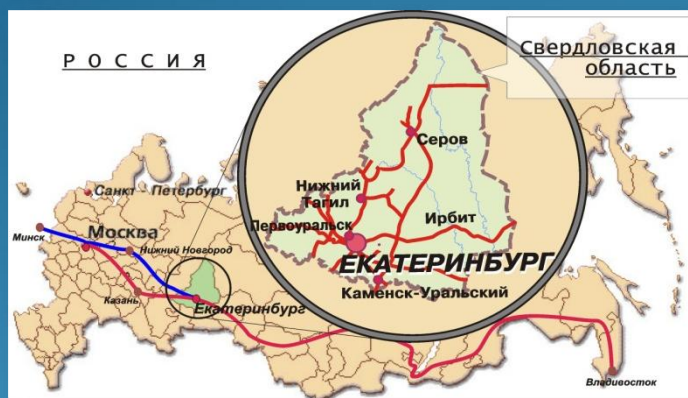 РОССИЯ
Свердловская
область
Серов
Нижний
Тагил
Ирбит
Первоуральск
ЕКАТЕРИНБУРГ
Каменск-Уральский
Санкт - Петербург
Москва
Минск
Нижний Новгород
Казань
Екатеринбург
Владивосток